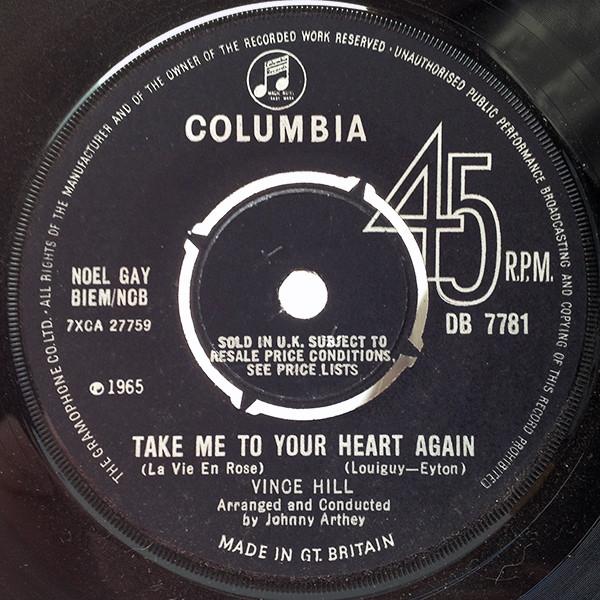 THE GRAMOPHONE CO. LTD. · ALL RIGHTS OF THE MANUFACTURER AND OF THE OWNER OF THE RECORDED WORK RESERVED · UNAUTHORISED PUBLIC PERFORMANCE BROADCASTING AND COPYING OF THIS RECORD PROHIBITED
COLUMBIA
45 R.P.M.
NOEL GAY
BIEM/NCB
7XCA 27759
DB 7781
SOLD IN U.K. SUBJECT TO
RESALE PRICE CONDITIONS,
SEE PRICE LISTS
℗ 1965
TAKE ME TO YOUR HEART AGAIN
(La Vie En Rose) (Louiguy—Eyton)
VINCE HILL
Arranged and Conducted
by Johnny Arthey
MADE IN GT. BRITAIN